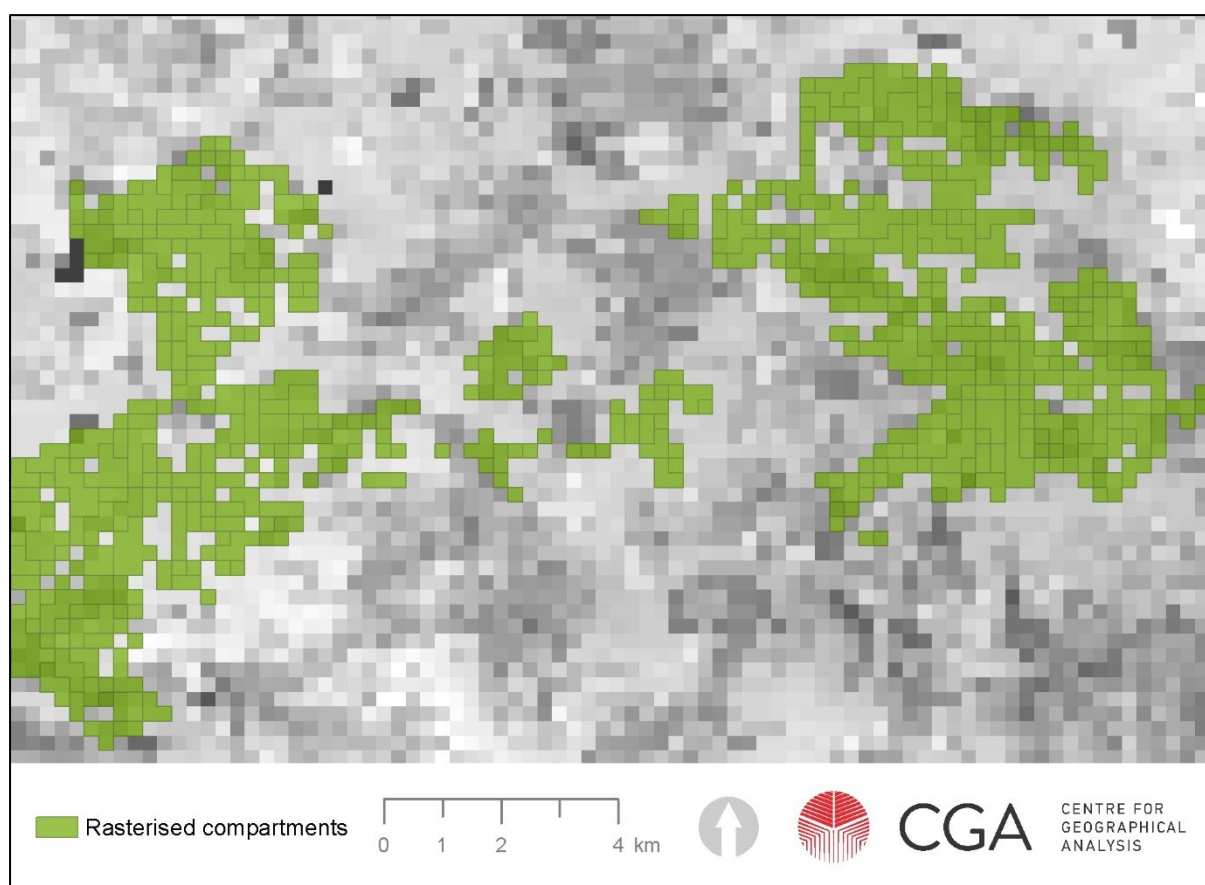 Rasterised compartments
0 1 2 4 km
CGA
CENTRE FOR
GEOGRAPHICAL
ANALYSIS